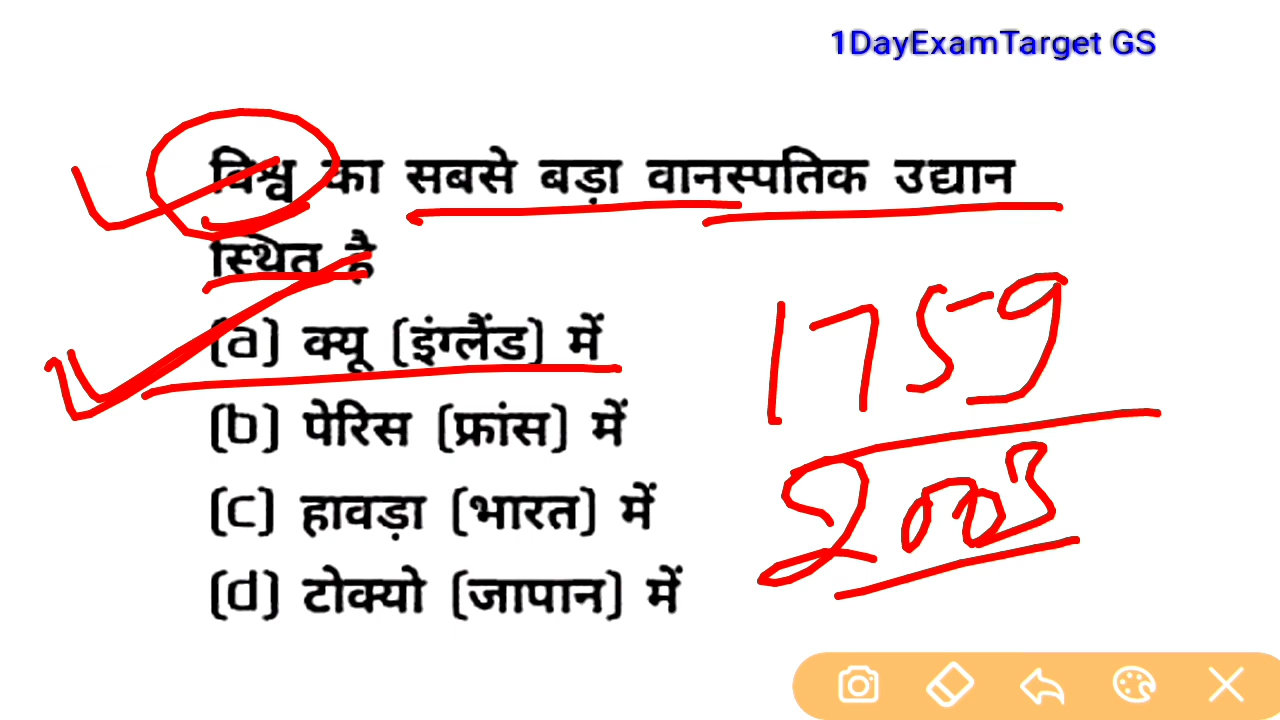 1DayExamTarget GS
विश्व का सबसे बड़ा वानस्पतिक उद्यान
स्थित है
(a) क्यू (इंग्लैंड) में
(b) पेरिस (फ्रांस) में
(c) हावड़ा (भारत) में
(d) टोक्यो (जापान) में
1759
2003